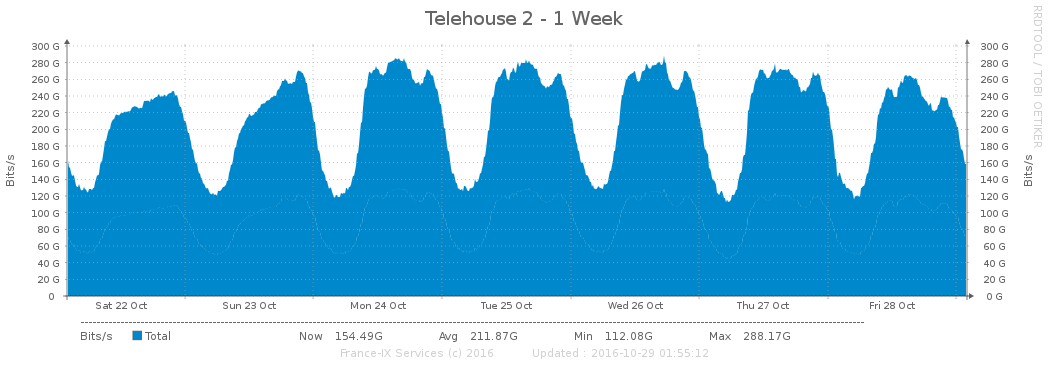 Telehouse 2 - 1 Week
RRDTOOL / TOBI OETIKER
Bits/s
300 G
280 G
260 G
240 G
220 G
200 G
180 G
160 G
140 G
120 G
100 G
80 G
60 G
40 G
20 G
0
300 G
280 G
260 G
240 G
220 G
200 G
180 G
160 G
140 G
120 G
100 G
80 G
60 G
40 G
20 G
0 G
Bits/s
Sat 22 Oct Sun 23 Oct Mon 24 Oct Tue 25 Oct Wed 26 Oct Thu 27 Oct Fri 28 Oct
Bits/s Total Now 154.49G Avg 211.87G Min 112.08G Max 288.17G
France-IX Services (c) 2016 Updated : 2016-10-29 01:55:12